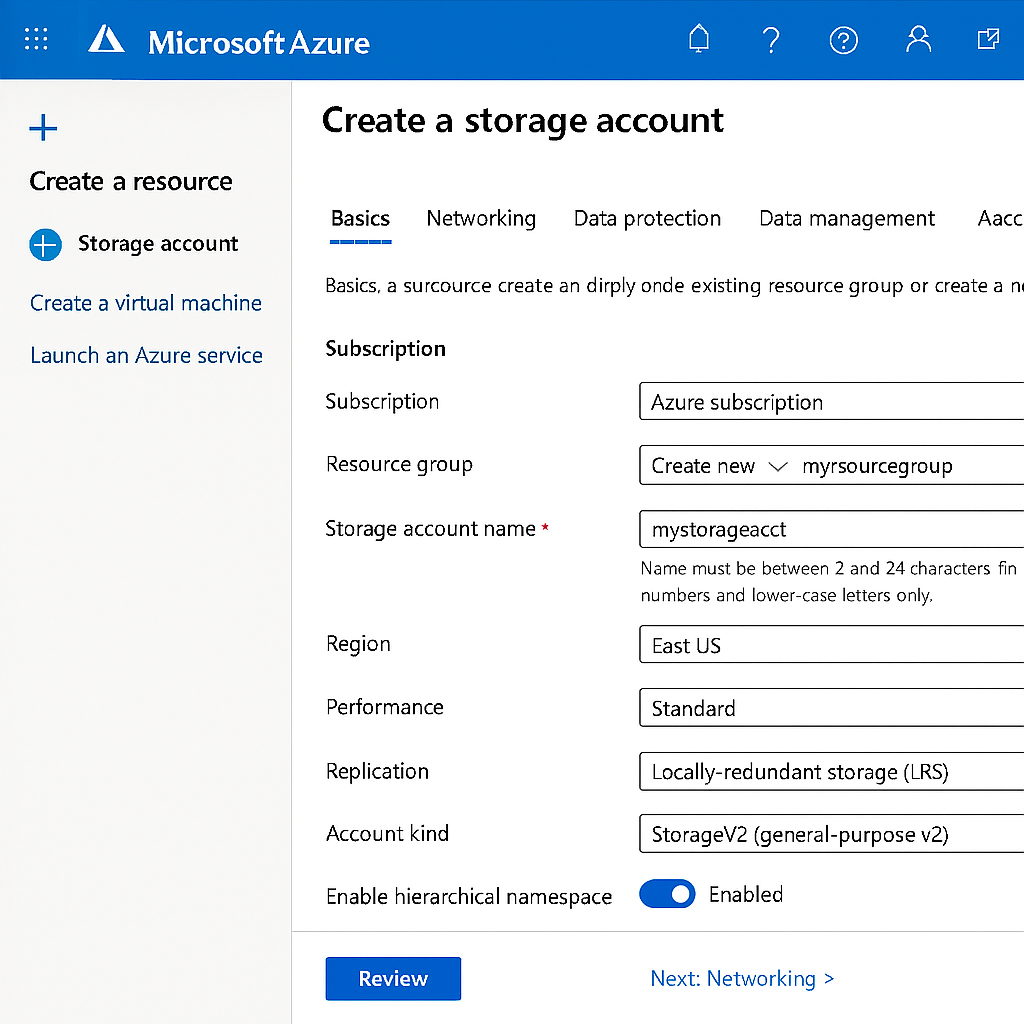 Microsoft Azure
Create a resource
Storage account
Create a virtual machine
Launch an Azure service
Create a storage account
Basics Networking Data protection Data management Aacc
Basics, a surcource create an dirply onde existing resource group or create a ne
Subscription
Subscription Azure subscription
Resource group Create new myrsourcegroup
Storage account name * mystorageacct
Name must be between 2 and 24 characters fin
numbers and lower-case letters only.
Region East US
Performance Standard
Replication Locally-redundant storage (LRS)
Account kind StorageV2 (general-purpose v2)
Enable hierarchical namespace Enabled
Review Next: Networking >